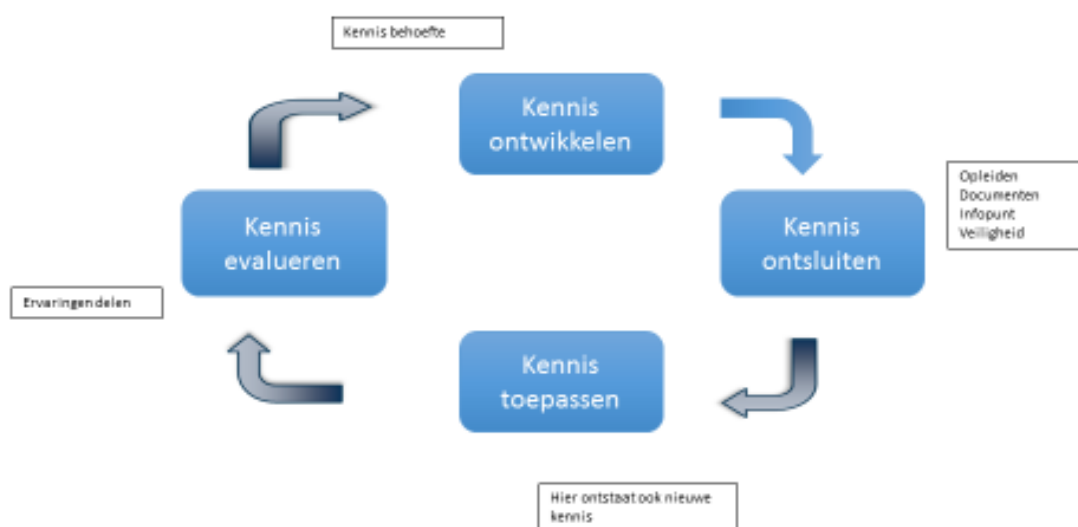 Kennis behoefte
Kennis
ontwikkelen
Opleiden
Documenten
Infopunt
Veiligheid
Kennis
evalueren
Kennis
ontsluiten
Ervaringen delen
Kennis
toepassen
Hier ontstaat ook nieuwe
kennis